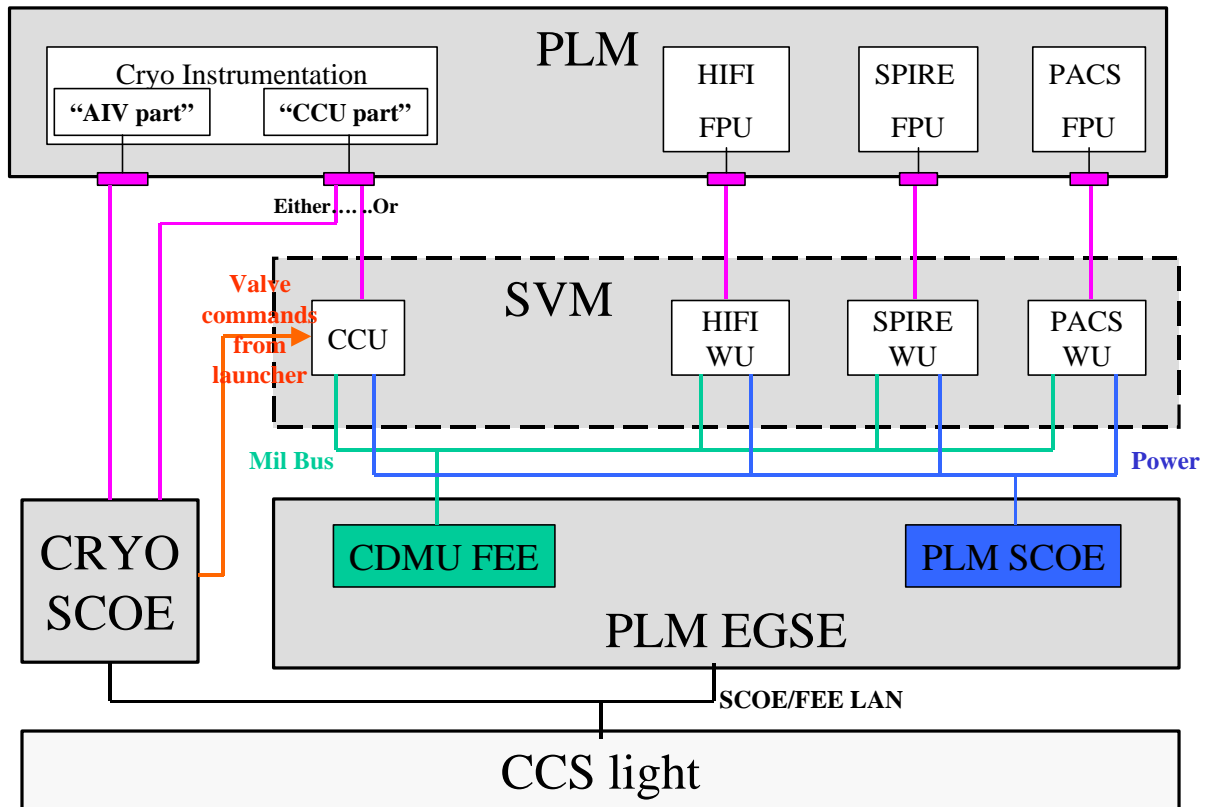 PLM
Cryo Instrumentation
“AIV part”
“CCU part”
HIFI
FPU
SPIRE
FPU
PACS
FPU
Either…….Or
SVM
Valve
commands
from
launcher
CCU
HIFI
WU
SPIRE
WU
PACS
WU
Mil Bus
Power
CRYO
SCOE
CDMU FEE
PLM SCOE
PLM EGSE
SCOE/FEE LAN
CCS light